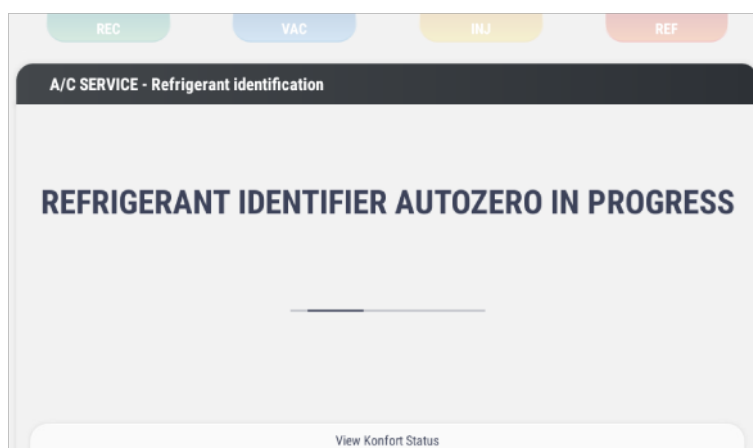 REC VAC INJ REF
A/C SERVICE - Refrigerant identification
REFRIGERANT IDENTIFIER AUTOZERO IN PROGRESS
View Konfort Status